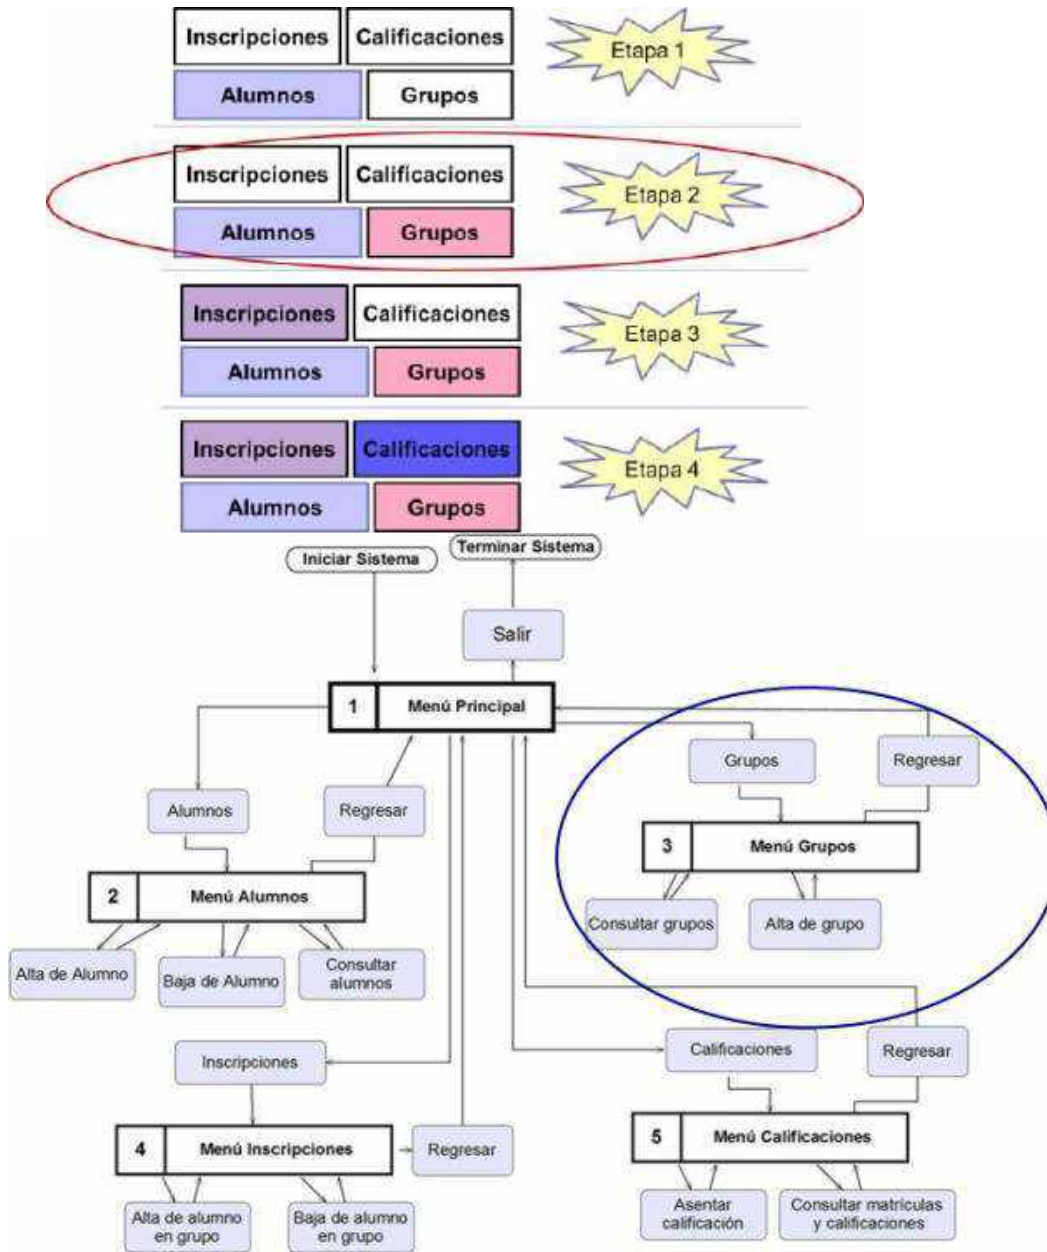 Inscripciones
Calificaciones
Etapa 1
Alumnos
Grupos
Inscripciones
Calificaciones
Etapa 2
Alumnos
Grupos
Inscripciones
Calificaciones
Etapa 3
Alumnos
Grupos
Inscripciones
Calificaciones
Etapa 4
Alumnos
Grupos
Iniciar Sistema
Terminar Sistema
Salir
1
Menú Principal
Grupos
Regresar
Alumnos
Regresar
3
Menú Grupos
2
Menú Alumnos
Consultar grupos
Alta de grupo
Alta de Alumno
Baja de Alumno
Consultar
alumnos
Inscripciones
Calificaciones
Regresar
4
Menú Inscripciones
Regresar
5
Menú Calificaciones
Alta de alumno
en grupo
Baja de alumno
en grupo
Asentar
calificación
Consultar matrículas
y calificaciones